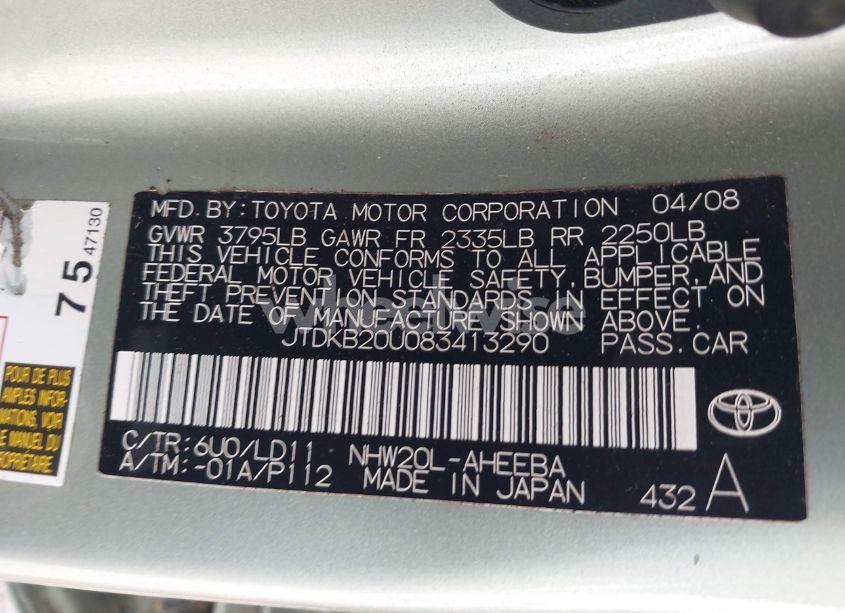 MFD.BY:TOYOTA MOTOR CORPORATION 04/08
GVWR 3795LB GAWR FR 2335LB RR 2250LB
THIS VEHICLE CONFORMS TO ALL APPLICABLE
FEDERAL MOTOR VEHICLE SAFETY,BUMPER,AND
THEFT PREVENTION STANDARDS IN EFFECT ON
THE DATE OF MANUFACTURE SHOWN ABOVE.
JTDKB20U083413290 PASS.CAR
C/TR:6U0/LD11 NHW20L-AHEEBA
A/TM:-01A/P112 MADE IN JAPAN 432 A
75
47130
POUR DE PLUS
AMPLES INFOR-
MATIONS, VOIR
LE MANUEL DU
PROPRIÉTAIRE
wheelwise